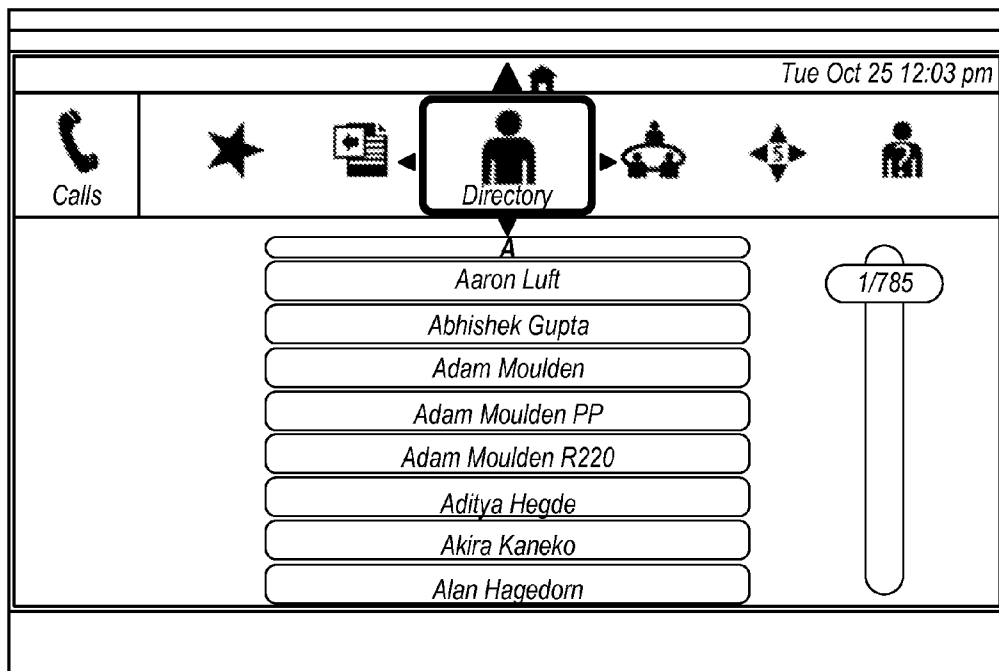 Tue Oct 25 12:03 pm
Calls
S
Directory
?
A
Aaron Luft
1/785
Abhishek Gupta
Adam Moulden
Adam Moulden PP
Adam Moulden R220
Aditya Hegde
Akira Kaneko
Alan Hagedorn